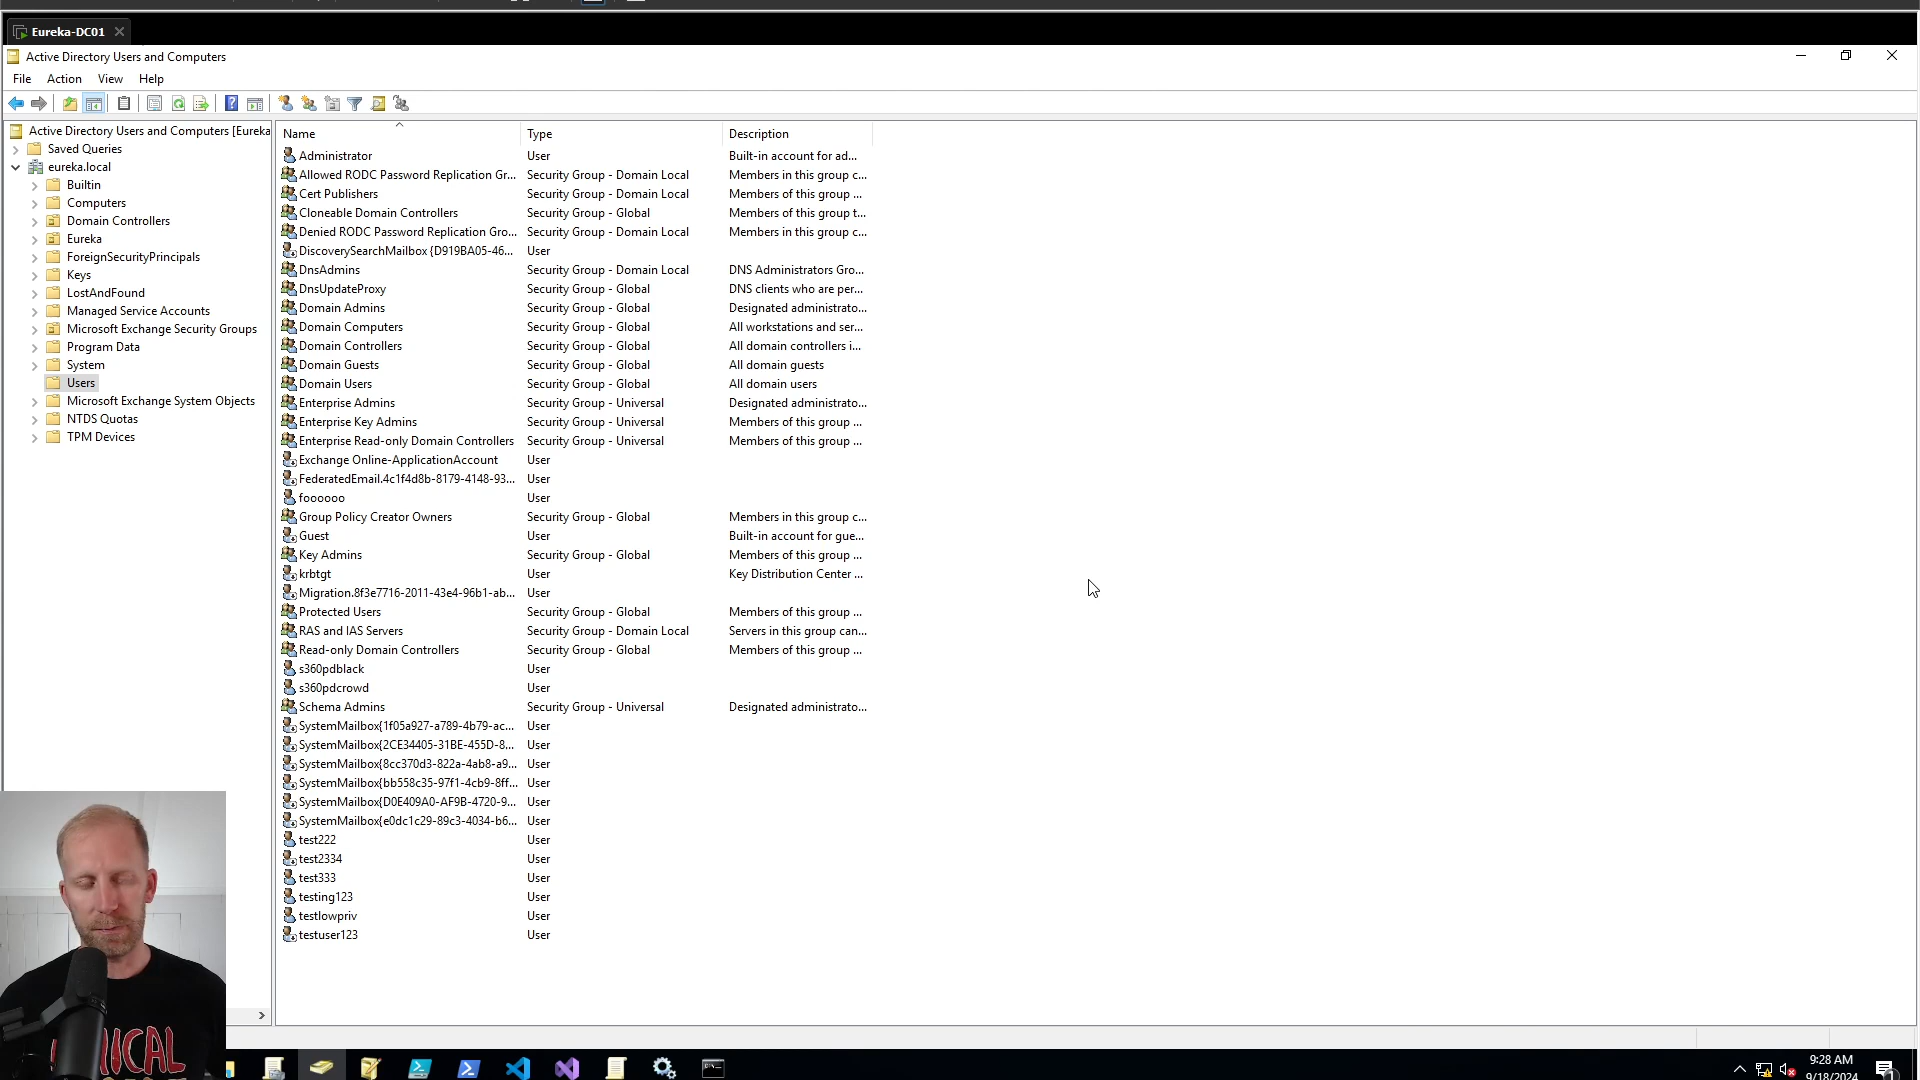 Eureka-DC01
Active Directory Users and Computers
File Action View Help
Active Directory Users and Computers [Eureka
Saved Queries
eureka.local
Builtin
Computers
Domain Controllers
Eureka
ForeignSecurityPrincipals
Keys
LostAndFound
Managed Service Accounts
Microsoft Exchange Security Groups
Program Data
System
Users
Microsoft Exchange System Objects
NTDS Quotas
TPM Devices
Name Type Description
Administrator User Built-in account for ad...
Allowed RODC Password Replication Gr... Security Group - Domain Local Members in this group c...
Cert Publishers Security Group - Domain Local Members of this group ...
Cloneable Domain Controllers Security Group - Global Members of this group t...
Denied RODC Password Replication Gro... Security Group - Domain Local Members in this group c...
DiscoverySearchMailbox {D919BA05-46... User
DnsAdmins Security Group - Domain Local DNS Administrators Gro...
DnsUpdateProxy Security Group - Global DNS clients who are per...
Domain Admins Security Group - Global Designated administrato...
Domain Computers Security Group - Global All workstations and ser...
Domain Controllers Security Group - Global All domain controllers i...
Domain Guests Security Group - Global All domain guests
Domain Users Security Group - Global All domain users
Enterprise Admins Security Group - Universal Designated administrato...
Enterprise Key Admins Security Group - Universal Members of this group ...
Enterprise Read-only Domain Controllers Security Group - Universal Members of this group ...
Exchange Online-ApplicationAccount User
FederatedEmail.4c1f4d8b-8179-4148-93... User
foooooo User
Group Policy Creator Owners Security Group - Global Members in this group c...
Guest User Built-in account for gue...
Key Admins Security Group - Global Members of this group ...
krbtgt User Key Distribution Center ...
Migration.8f3e7716-2011-43e4-96b1-ab... User
Protected Users Security Group - Global Members of this group ...
RAS and IAS Servers Security Group - Domain Local Servers in this group can...
Read-only Domain Controllers Security Group - Global Members of this group ...
s360pdblack User
s360pdcrowd User
Schema Admins Security Group - Universal Designated administrato...
SystemMailbox{1f05a927-a789-4b79-ac... User
SystemMailbox{2CE34405-31BE-455D-8... User
SystemMailbox{8cc370d3-822a-4ab8-a9... User
SystemMailbox{bb558c35-97f1-4cb9-8ff... User
SystemMailbox{D0E409A0-AF9B-4720-9... User
SystemMailbox{e0dc1c29-89c3-4034-b6... User
test222 User
test2334 User
test333 User
testing123 User
testlowpriv User
testuser123 User
9:28 AM
9/18/2024